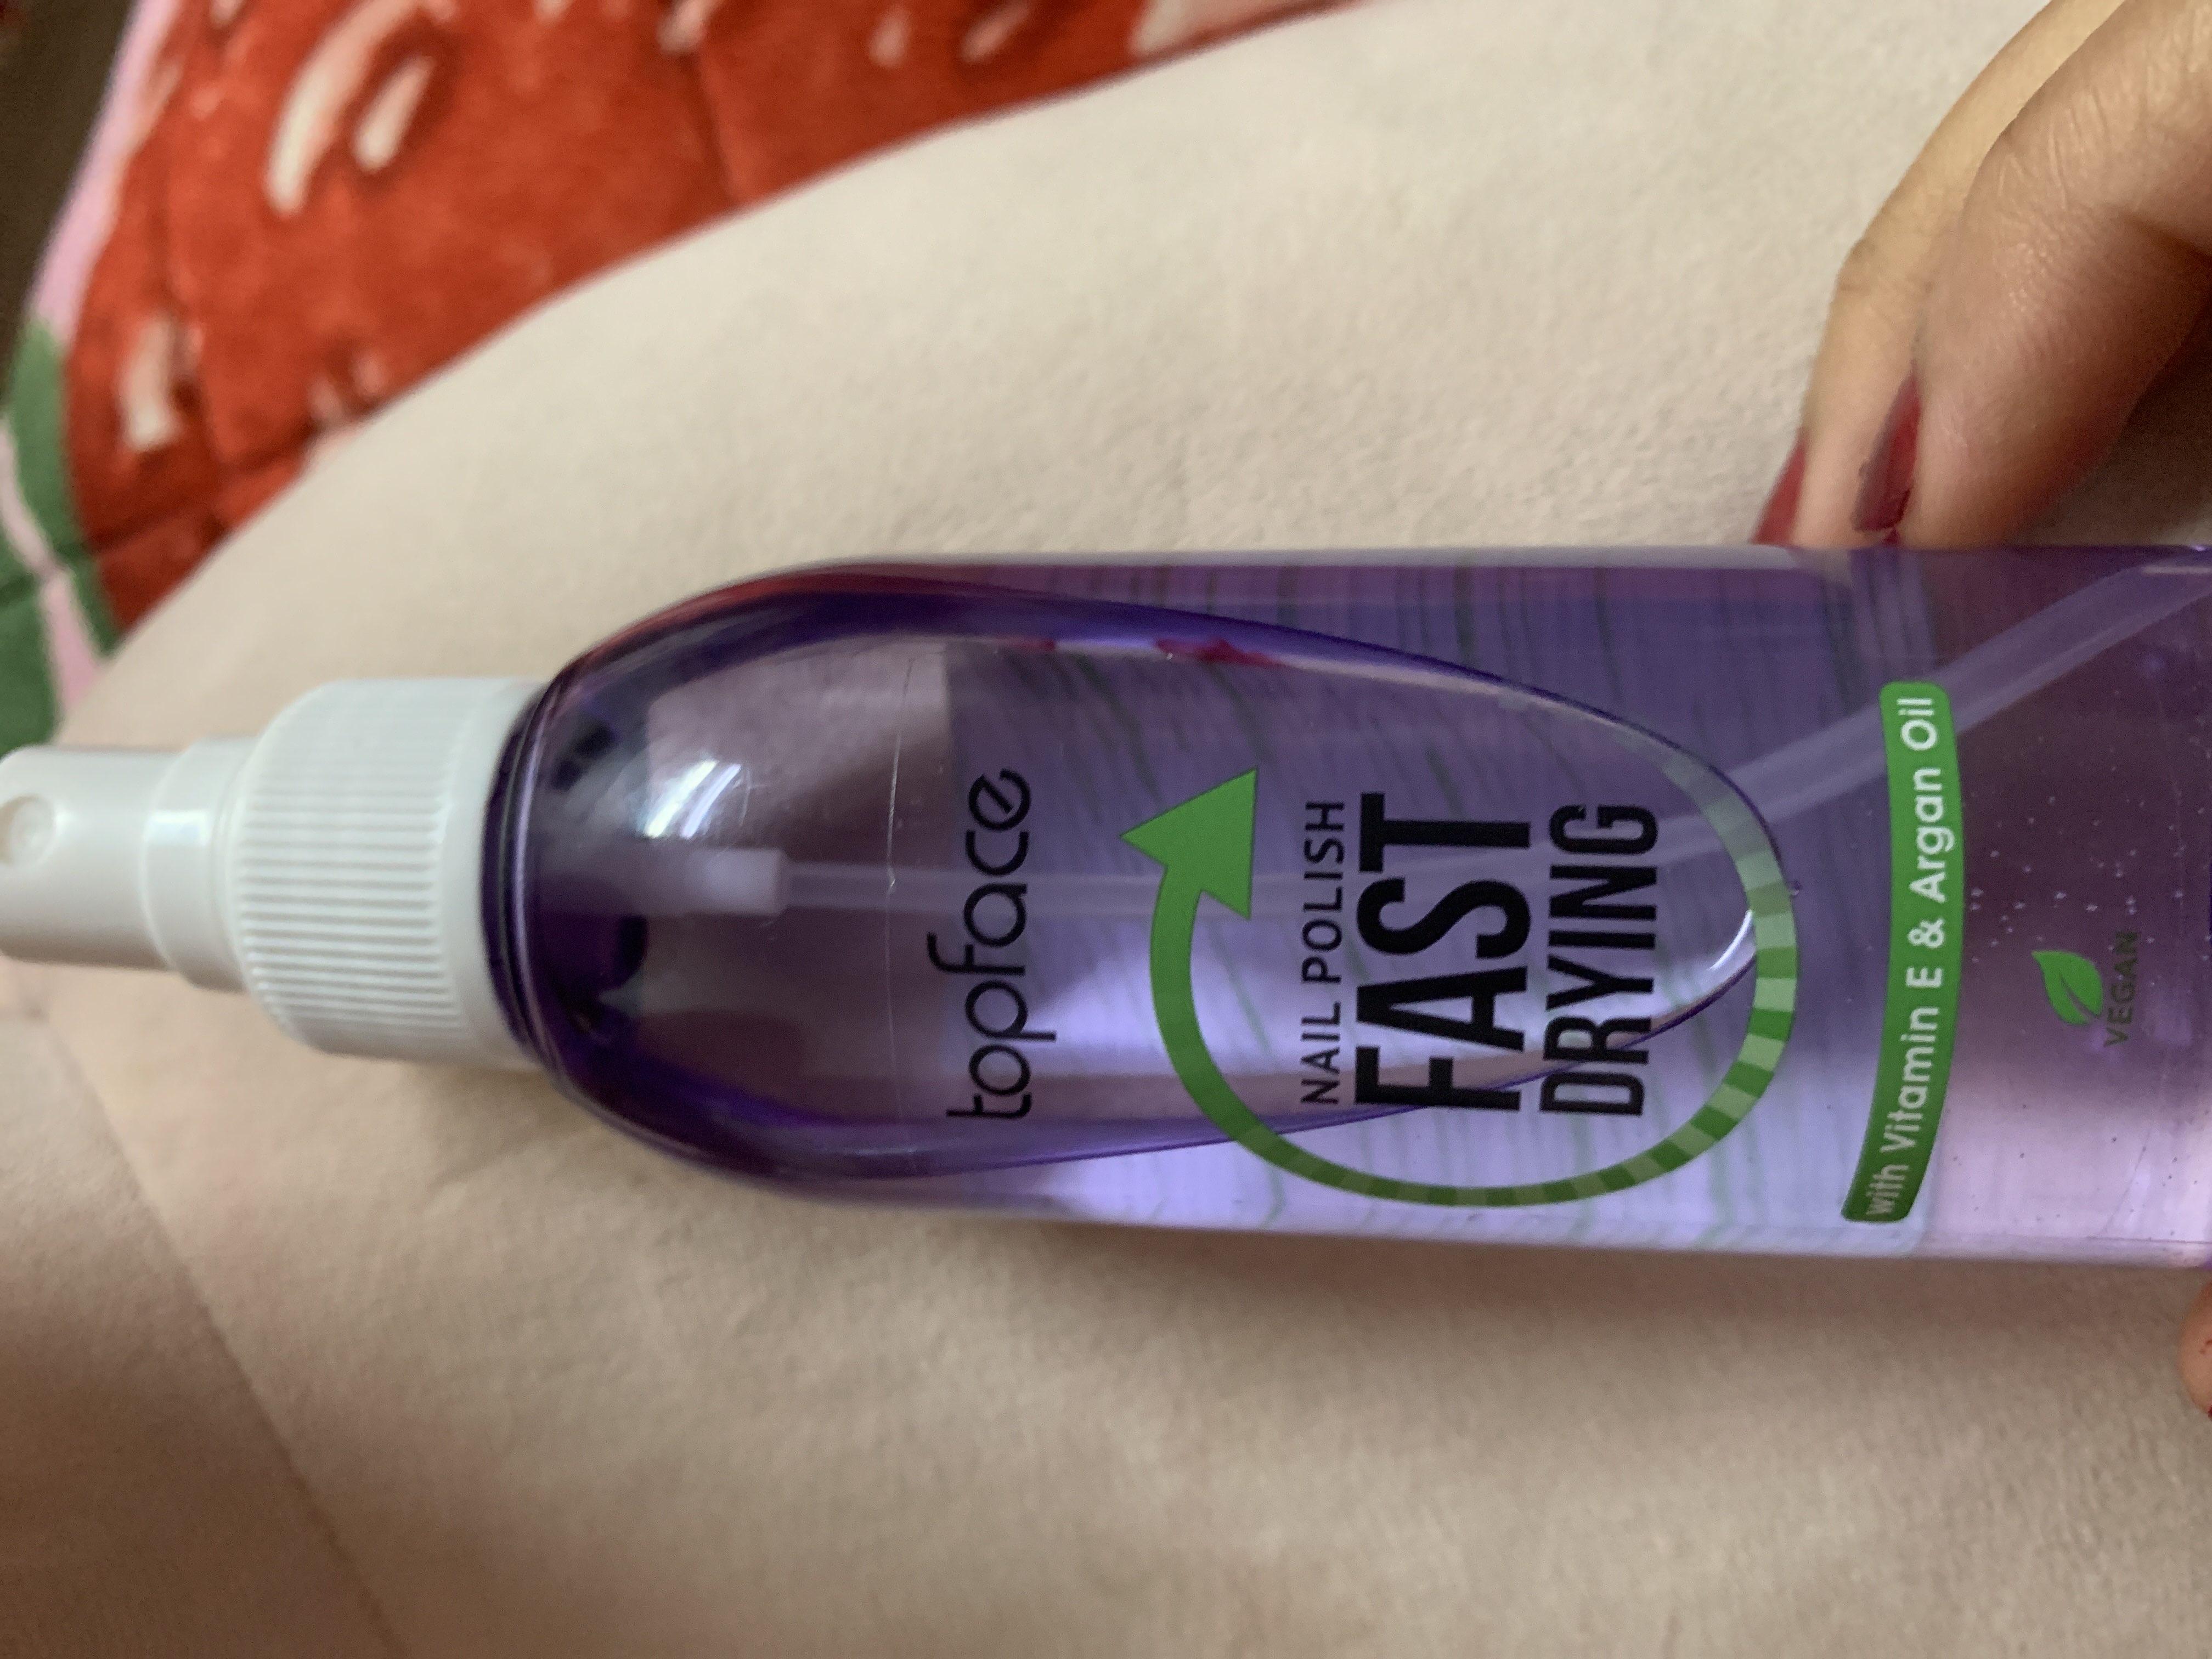 topface
NAIL POLISH
FAST
DRYING
with Vitamin E & Argan Oil
VEGAN